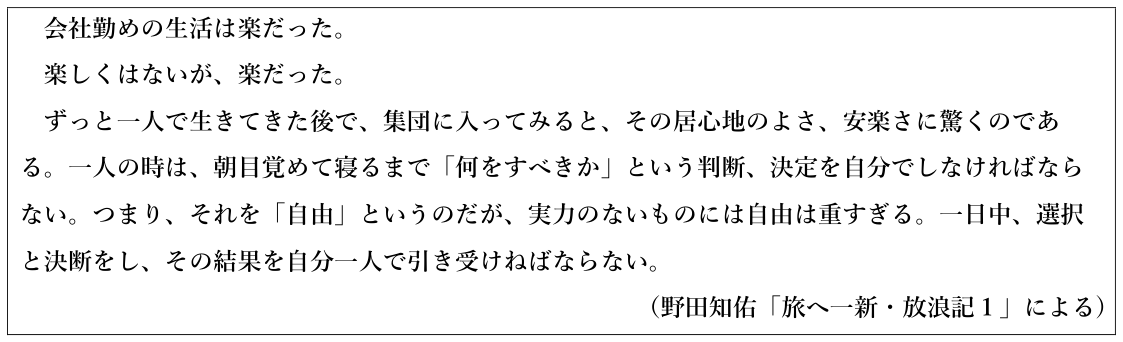 会社勤めの生活は楽だった。
楽しくはないが、楽だった。
ずっと一人で生きてきた後で、集団に入ってみると、その居心地のよさ、安楽さに驚くのであ
る。一人の時は、朝目覚めて寝るまで「何をすべきか」という判断、決定を自分でしなければなら
ない。つまり、それを「自由」というのだが、実力のないものには自由は重すぎる。一日中、選択
と決断をし、その結果を自分一人で引き受けねばならない。
（野田知佑「旅へ一新・放浪記１」による）